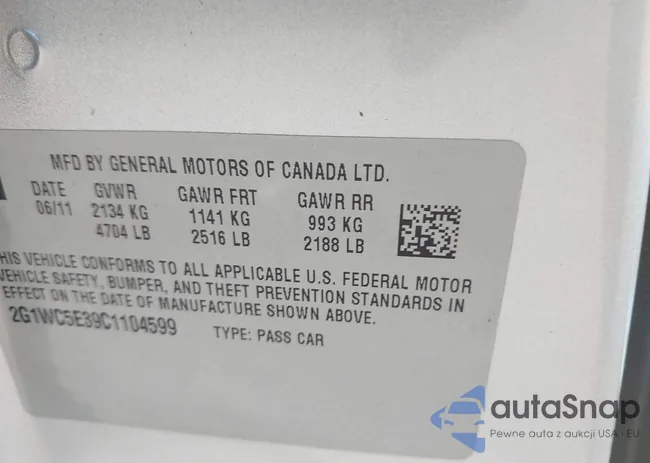 MFD BY GENERAL MOTORS OF CANADA LTD.
DATE GVWR GAWR FRT GAWR RR
06/11 2134 KG 1141 KG 993 KG
4704 LB 2516 LB 2188 LB
HIS VEHICLE CONFORMS TO ALL APPLICABLE U.S. FEDERAL MOTOR
VEHICLE SAFETY, BUMPER, AND THEFT PREVENTION STANDARDS IN
EFFECT ON THE DATE OF MANUFACTURE SHOWN ABOVE.
2G1WC5E39C1104599 TYPE: PASS CAR
autaSnap
Pewne auta z aukcji USA - EU